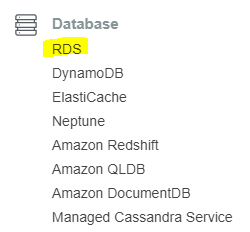 Database
RDS
DynamoDB
ElastiCache
Neptune
Amazon Redshift
Amazon QLDB
Amazon DocumentDB
Managed Cassandra Service